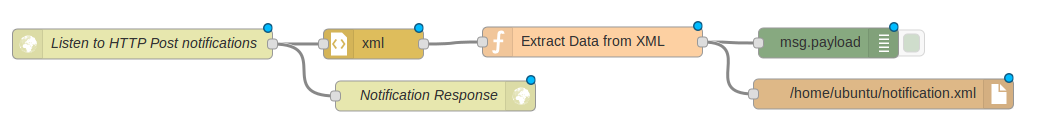 Listen to HTTP Post notifications
xml
Extract Data from XML
msg.payload
Notification Response
/home/ubuntu/notification.xml